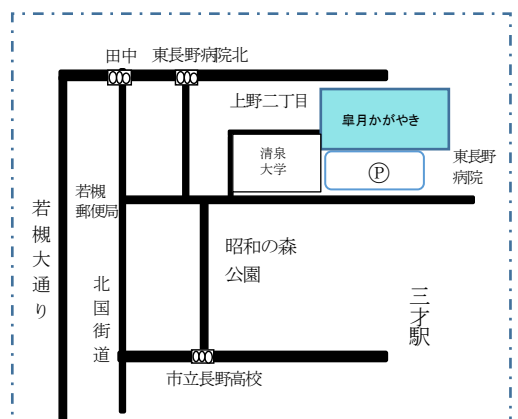 田中
東長野病院北
上野二丁目
皐月かがやき
清泉
大学
Ⓟ
東長野
病院
若槻
郵便局
若槻大通り
昭和の森
公園
北国街道
三才駅
市立長野高校